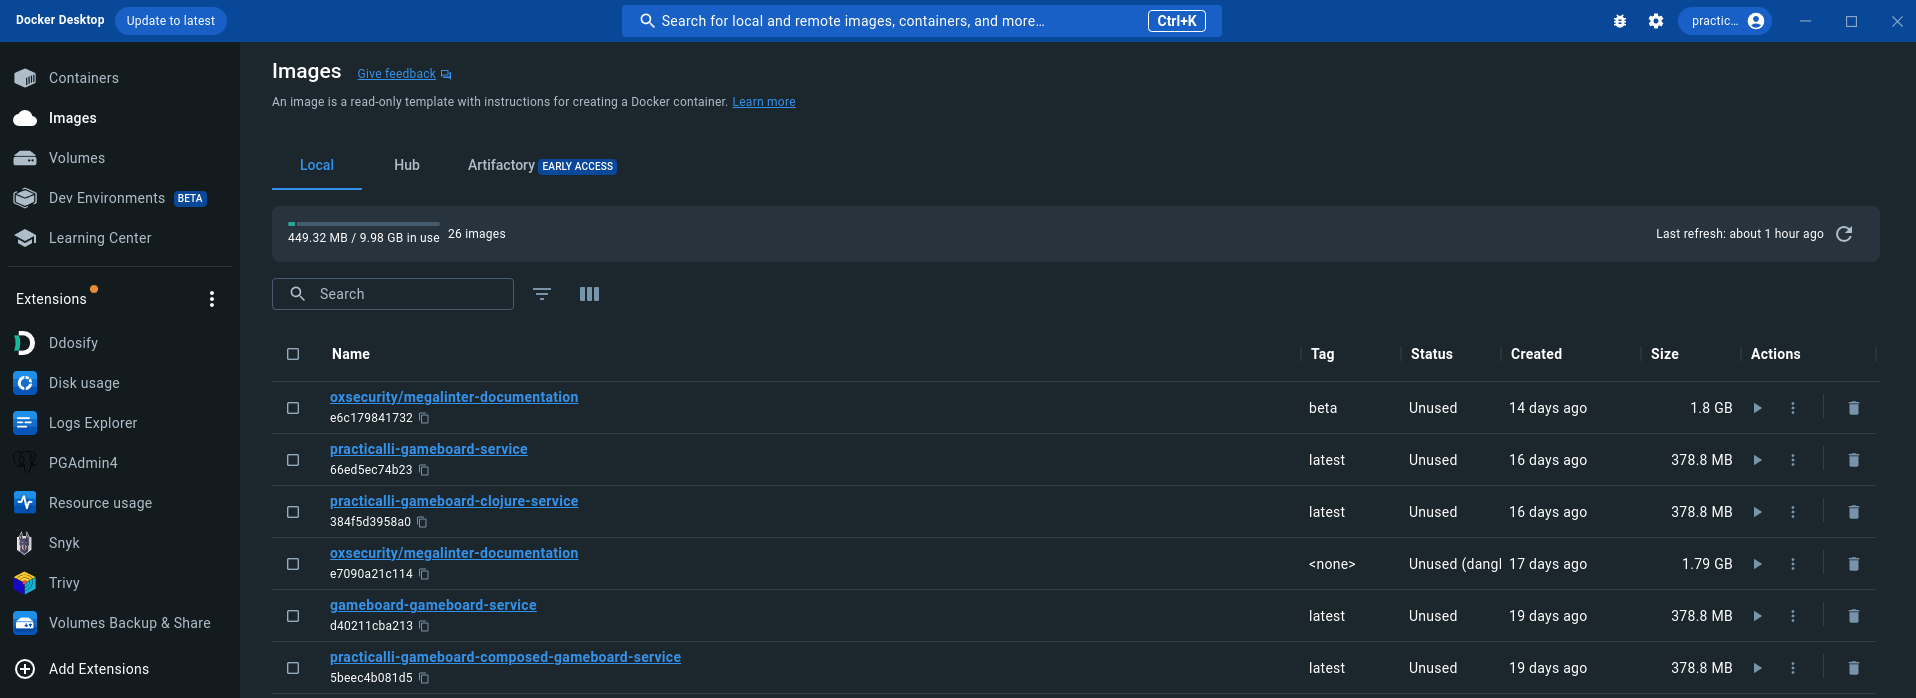 Docker Desktop Update to latest Search for local and remote images, containers, and more… Ctrl+K practic…
Containers
Images
Volumes
Dev Environments BETA
Learning Center
Extensions
Ddosify
Disk usage
Logs Explorer
PGAdmin4
Resource usage
Snyk
Trivy
Volumes Backup & Share
Add Extensions
Images Give feedback
An image is a read-only template with instructions for creating a Docker container. Learn more
Local Hub Artifactory EARLY ACCESS
449.32 MB / 9.98 GB in use 26 images Last refresh: about 1 hour ago
Search
Name Tag Status Created Size Actions
oxsecurity/megalinter-documentation
e6c179841732 beta Unused 14 days ago 1.8 GB
practicalli-gameboard-service
66ed5ec74b23 latest Unused 16 days ago 378.8 MB
practicalli-gameboard-clojure-service
384f5d3958a0 latest Unused 16 days ago 378.8 MB
oxsecurity/megalinter-documentation
e7090a21c114 <none> Unused (dangl 17 days ago 1.79 GB
gameboard-gameboard-service
d40211cba213 latest Unused 19 days ago 378.8 MB
practicalli-gameboard-composed-gameboard-service
5beec4b081d5 latest Unused 19 days ago 378.8 MB